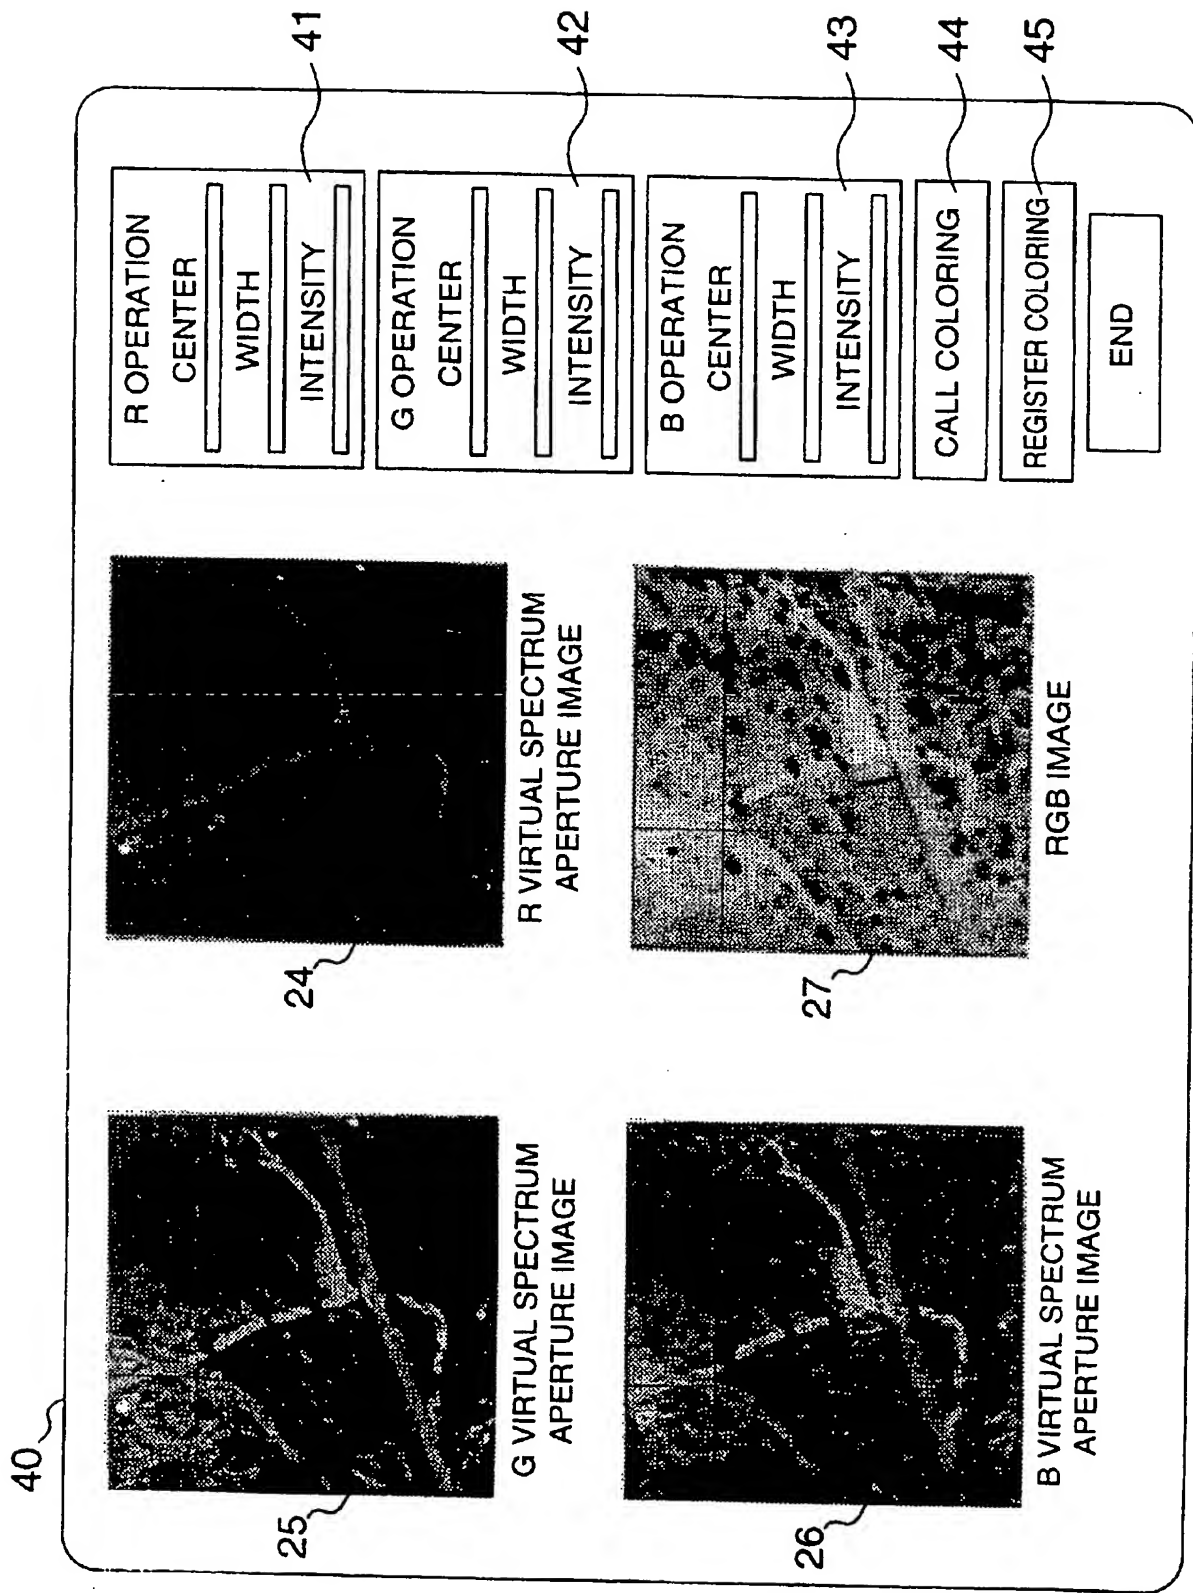 40
25
G VIRTUAL SPECTRUM
APERTURE IMAGE
24
R VIRTUAL SPECTRUM
APERTURE IMAGE
R OPERATION
CENTER
WIDTH
INTENSITY
41
G OPERATION
CENTER
WIDTH
INTENSITY
42
26
B VIRTUAL SPECTRUM
APERTURE IMAGE
27
RGB IMAGE
B OPERATION
CENTER
WIDTH
INTENSITY
43
CALL COLORING
44
REGISTER COLORING
45
END